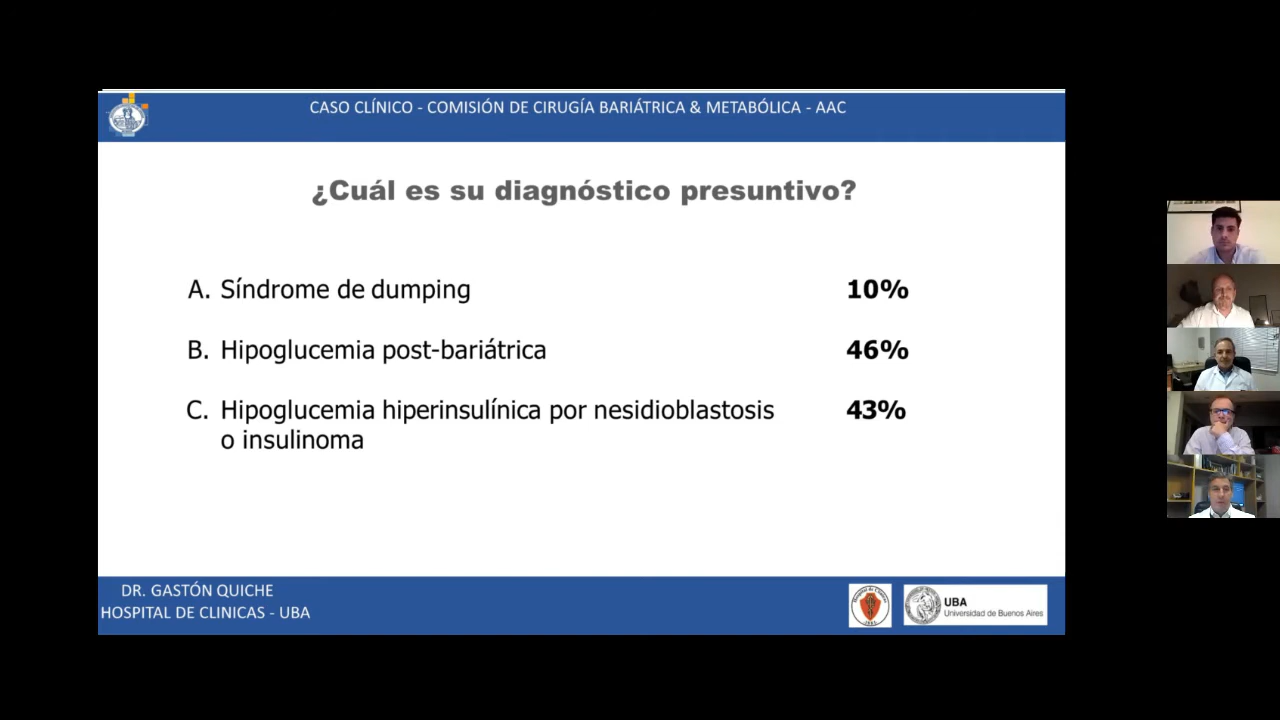 CASO CLÍNICO - COMISIÓN DE CIRUGÍA BARIÁTRICA & METABÓLICA - AAC
¿Cuál es su diagnóstico presuntivo?
A. Síndrome de dumping 10%
B. Hipoglucemia post-bariátrica 46%
C. Hipoglucemia hiperinsulínica por nesidioblastosis 43%
o insulinoma
DR. GASTÓN QUICHE
HOSPITAL DE CLINICAS - UBA
UBA
Universidad de Buenos Aires